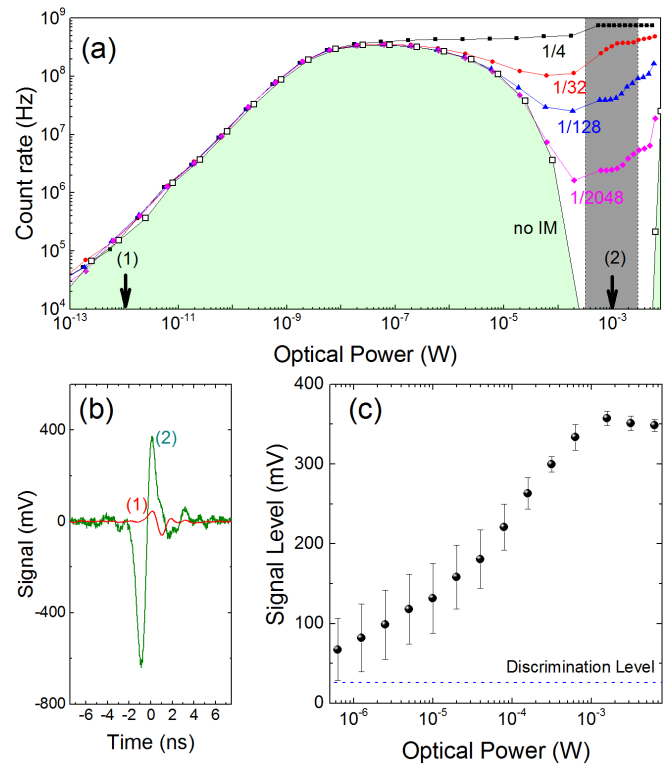 (a)
Count rate (Hz)
10^9
10^8
10^7
10^6
10^5
10^4
1/4
1/32
1/128
1/2048
no IM
(1)
(2)
10^-13 10^-11 10^-9 10^-7 10^-5 10^-3
Optical Power (W)
(b)
Signal (mV)
400
0
-400
-800
(2)
(1)
-6 -4 -2 0 2 4 6
Time (ns)
(c)
Signal Level (mV)
400
350
300
250
200
150
100
50
0
Discrimination Level
10^-6 10^-5 10^-4 10^-3
Optical Power (W)